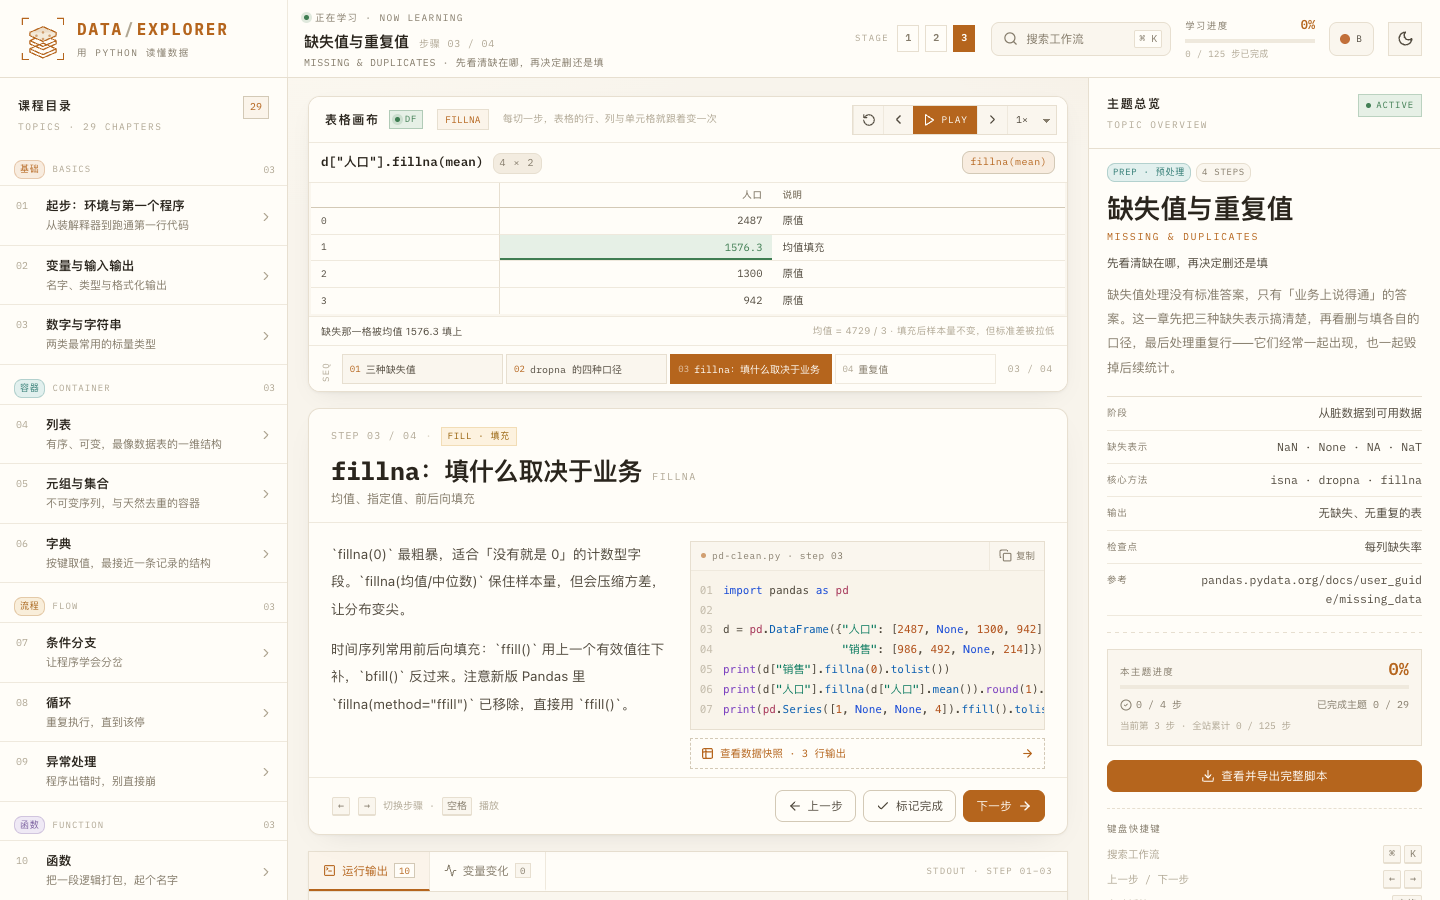 DATA/EXPLORER
用 PYTHON 读懂数据
正在学习 · NOW LEARNING
缺失值与重复值 步骤 03 / 04
MISSING & DUPLICATES · 先看清缺在哪，再决定删还是填
STAGE 1 2 3
搜索工作流 ⌘ K
学习进度 0%
0 / 125 步已完成
B
课程目录 29
TOPICS · 29 CHAPTERS
基础 BASICS 03
01 起步：环境与第一个程序
从装解释器到跑通第一行代码
02 变量与输入输出
名字、类型与格式化输出
03 数字与字符串
两类最常用的标量类型
容器 CONTAINER 03
04 列表
有序、可变，最像数据表的一维结构
05 元组与集合
不可变序列，与天然去重的容器
06 字典
按键取值，最接近一条记录的结构
流程 FLOW 03
07 条件分支
让程序学会分岔
08 循环
重复执行，直到该停
09 异常处理
程序出错时，别直接崩
函数 FUNCTION 03
10 函数
把一段逻辑打包，起个名字
表格画布 DF FILLNA 每切一步，表格的行、列与单元格就跟着变一次
PLAY 1×
d["人口"].fillna(mean) 4 × 2 fillna(mean)
人口 说明
0 2487 原值
1 1576.3 均值填充
2 1300 原值
3 942 原值
缺失那一格被均值 1576.3 填上 均值 = 4729 / 3 · 填充后样本量不变，但标准差被拉低
SEQ 01 三种缺失值 02 dropna 的四种口径 03 fillna：填什么取决于业务 04 重复值 03 / 04
STEP 03 / 04 · FILL · 填充
fillna：填什么取决于业务 FILLNA
均值、指定值、前后向填充
`fillna(0)` 最粗暴，适合「没有就是 0」的计数型字
段。`fillna(均值/中位数)` 保住样本量，但会压缩方差，
让分布变尖。
时间序列常用前后向填充：`ffill()` 用上一个有效值往下
补，`bfill()` 反过来。注意新版 Pandas 里
`fillna(method="ffill")` 已移除，直接用 `ffill()`。
pd-clean.py · step 03 复制
01 import pandas as pd
02
03 d = pd.DataFrame({"人口": [2487, None, 1300, 942]
04 "销售": [986, 492, None, 214]})
05 print(d["销售"].fillna(0).tolist())
06 print(d["人口"].fillna(d["人口"].mean()).round(1).
07 print(pd.Series([1, None, None, 4]).ffill().tolis
查看数据快照 · 3 行输出
← → 切换步骤 · 空格 播放
上一步 标记完成 下一步
运行输出 10 变量变化 0 STDOUT · STEP 01–03
主题总览 ACTIVE
TOPIC OVERVIEW
PREP · 预处理 4 STEPS
缺失值与重复值
MISSING & DUPLICATES
先看清缺在哪，再决定删还是填
缺失值处理没有标准答案，只有「业务上说得通」的答
案。这一章先把三种缺失表示搞清楚，再看删与填各自的
口径，最后处理重复行——它们经常一起出现，也一起毁
掉后续统计。
阶段 从脏数据到可用数据
缺失表示 NaN · None · NA · NaT
核心方法 isna · dropna · fillna
输出 无缺失、无重复的表
检查点 每列缺失率
参考 pandas.pydata.org/docs/user_guid
e/missing_data
本主题进度 0%
0 / 4 步 已完成主题 0 / 29
当前第 3 步 · 全站累计 0 / 125 步
查看并导出完整脚本
键盘快捷键
搜索工作流 ⌘ K
上一步 / 下一步 ← →